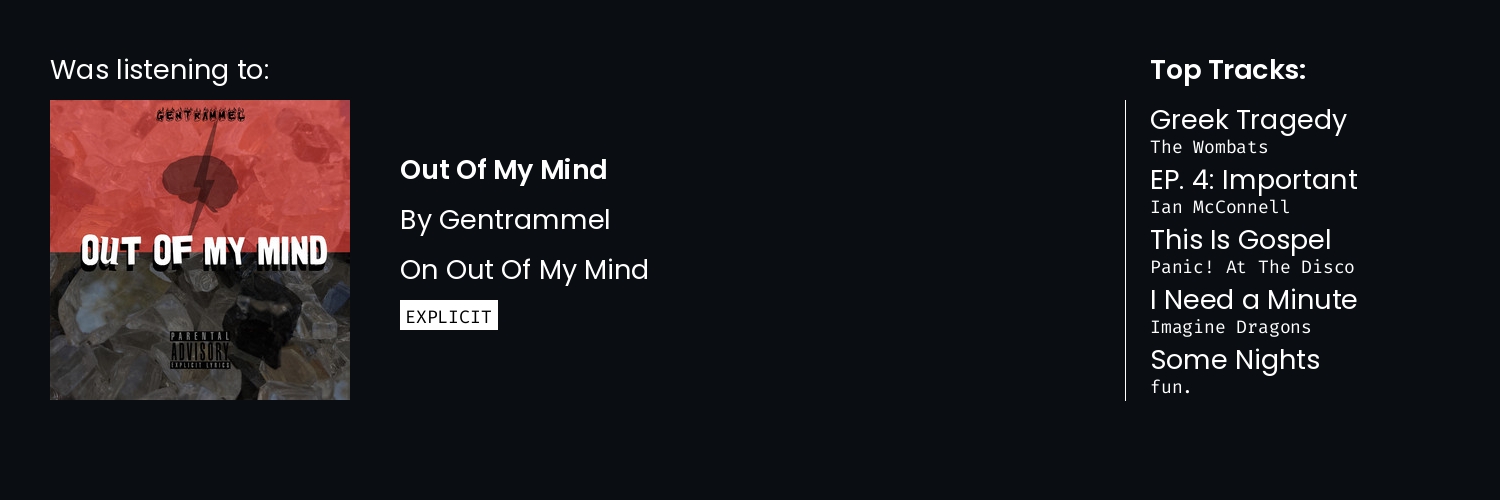 Was listening to:
GENTRAMMEL
OUT OF MY MIND
PARENTAL
ADVISORY
EXPLICIT LYRICS
Out Of My Mind
By Gentrammel
On Out Of My Mind
EXPLICIT
Top Tracks:
Greek Tragedy
The Wombats
EP. 4: Important
Ian McConnell
This Is Gospel
Panic! At The Disco
I Need a Minute
Imagine Dragons
Some Nights
fun.